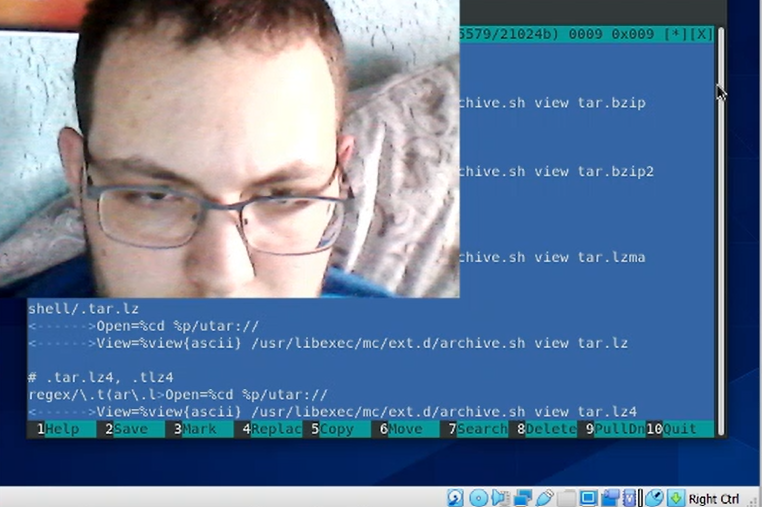 5579/21024b) 0009 0x009 [*][X]
chive.sh view tar.bzip
chive.sh view tar.bzip2
chive.sh view tar.lzma
shell/.tar.lz
<------>Open=%cd %p/utar://
<------>View=%view{ascii} /usr/libexec/mc/ext.d/archive.sh view tar.lz
# .tar.lz4, .tlz4
regex/\.t(ar\.l>Open=%cd %p/utar://
<------>View=%view{ascii} /usr/libexec/mc/ext.d/archive.sh view tar.lz4
1Help 2Save 3Mark 4Replac 5Copy 6Move 7Search 8Delete 9PullDn 10Quit
Right Ctrl